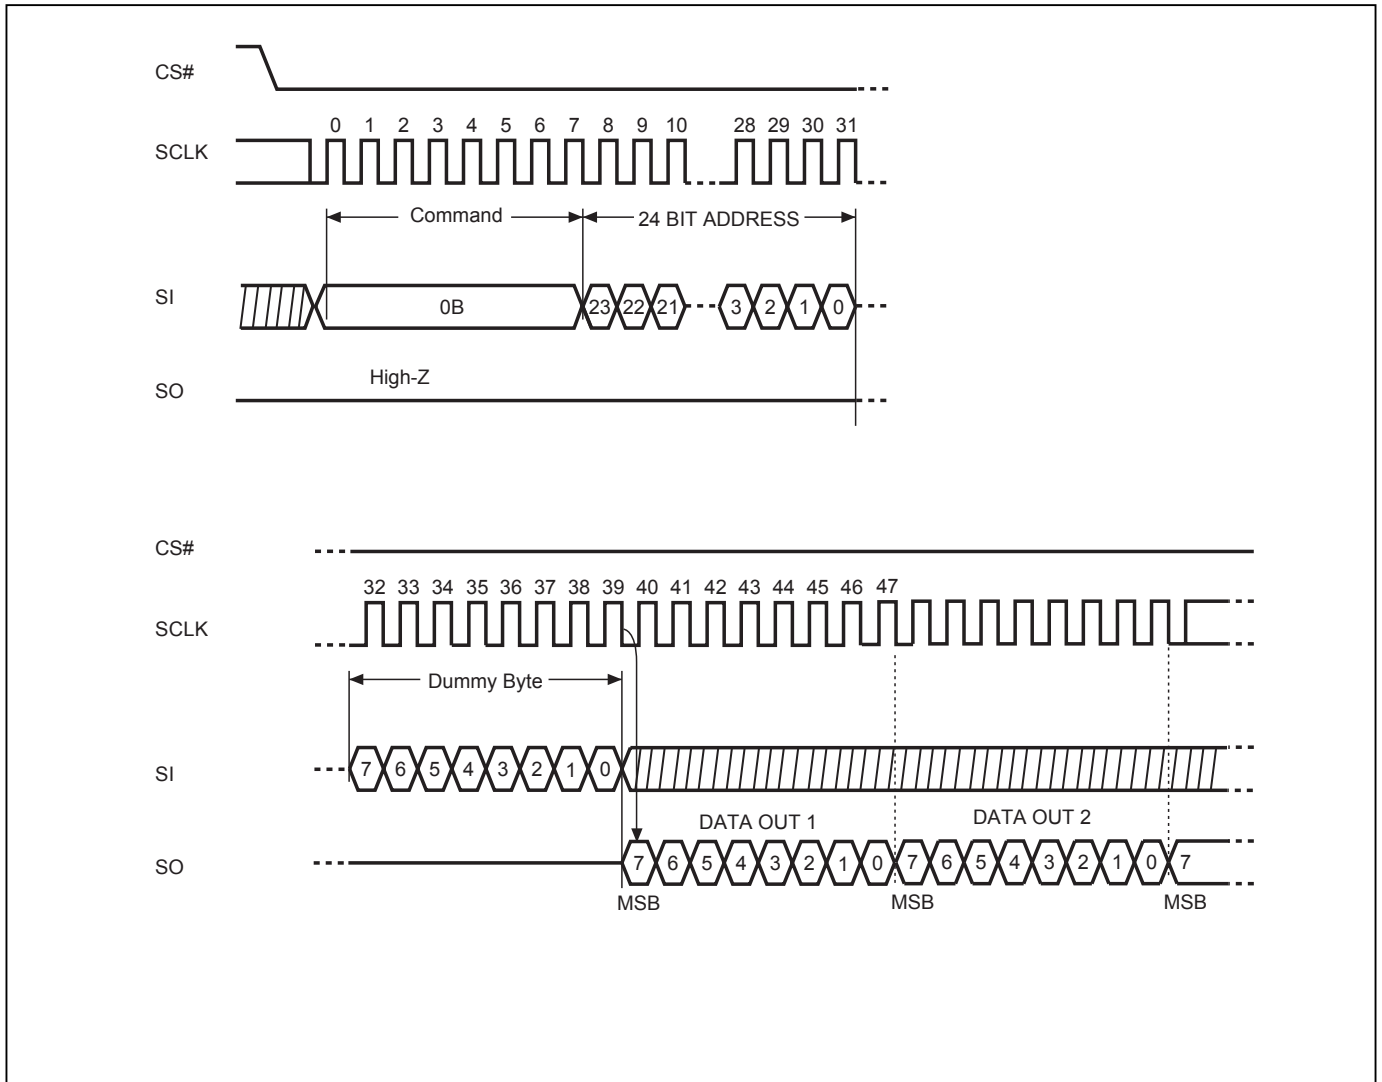 CS#
0 1 2 3 4 5 6 7 8 9 10 28 29 30 31
SCLK
Command 24 BIT ADDRESS
SI 0B 23 22 21 3 2 1 0
High-Z
SO
CS#
32 33 34 35 36 37 38 39 40 41 42 43 44 45 46 47
SCLK
Dummy Byte
SI 7 6 5 4 3 2 1 0
DATA OUT 1 DATA OUT 2
SO 7 6 5 4 3 2 1 0 7 6 5 4 3 2 1 0 7
MSB MSB MSB